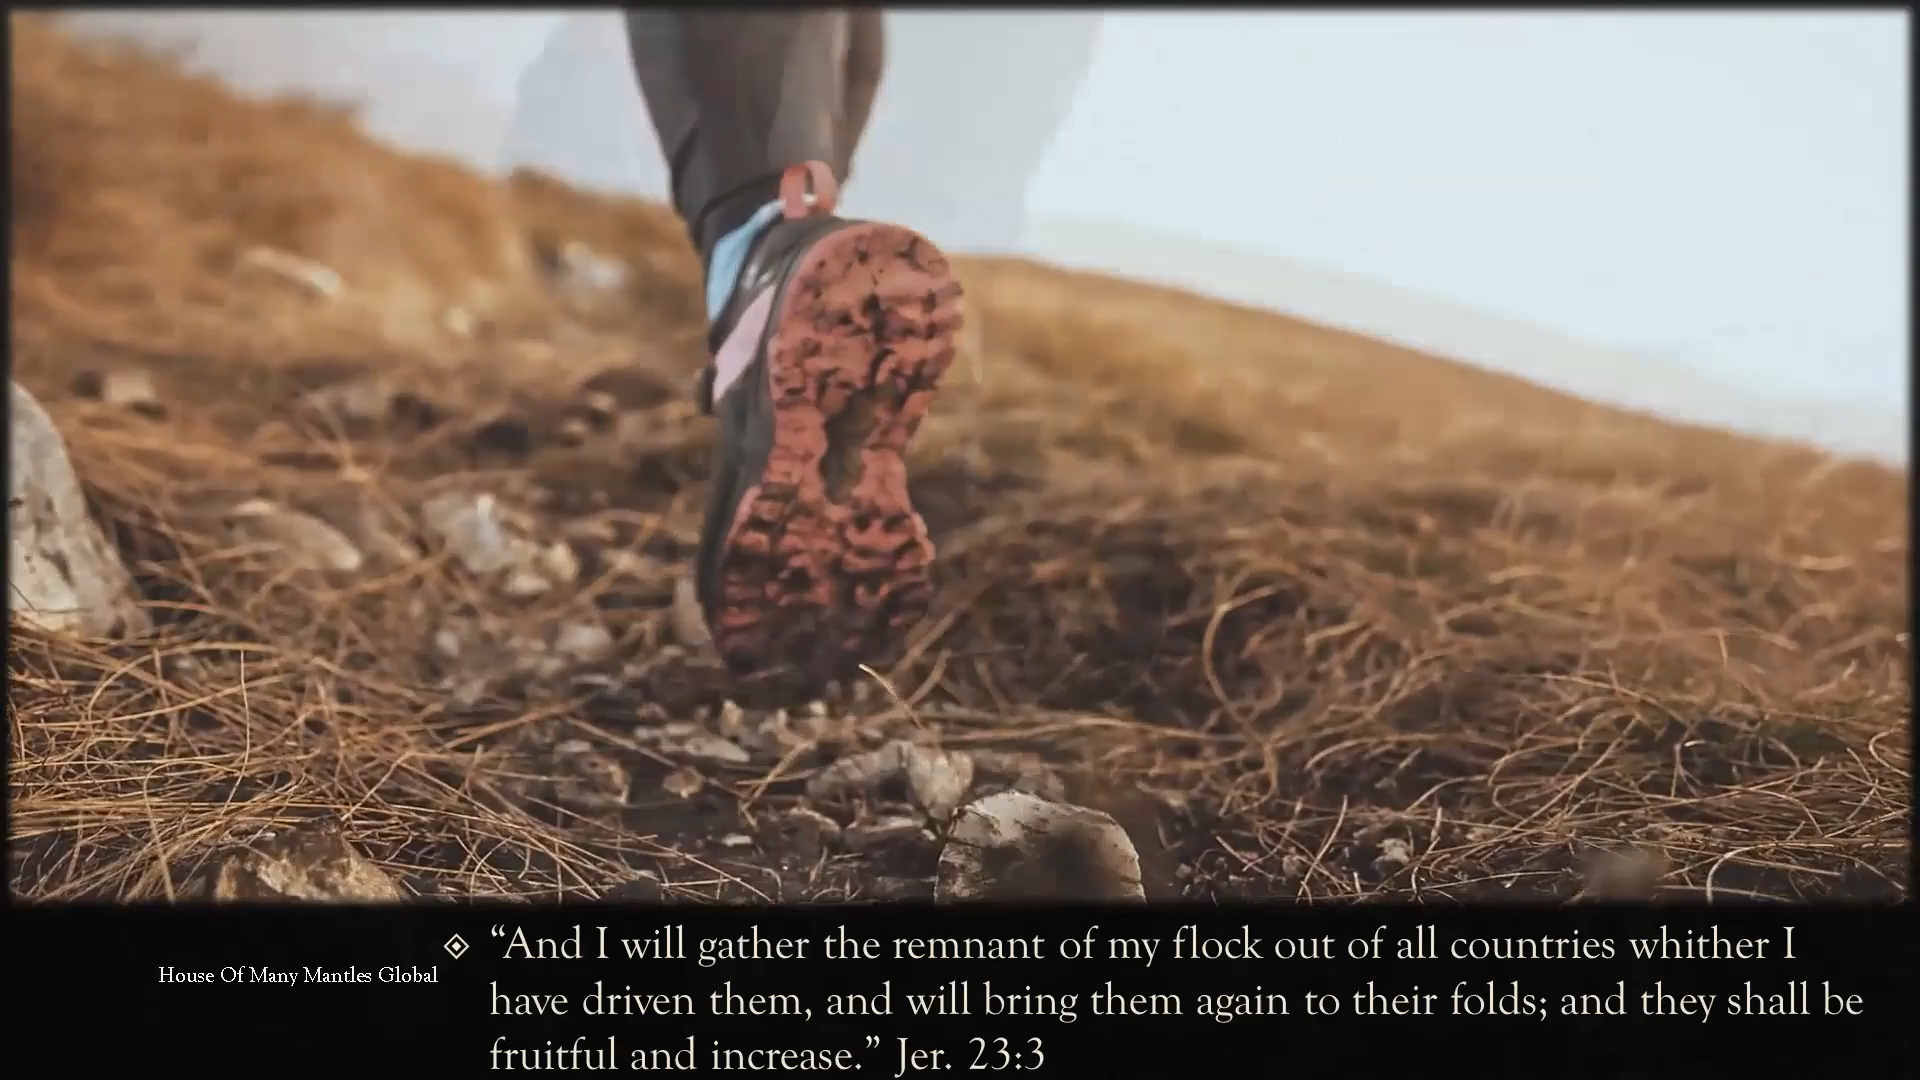 House Of Many Mantles Global
“And I will gather the remnant of my flock out of all countries whither I
have driven them, and will bring them again to their folds; and they shall be
fruitful and increase.” Jer. 23:3